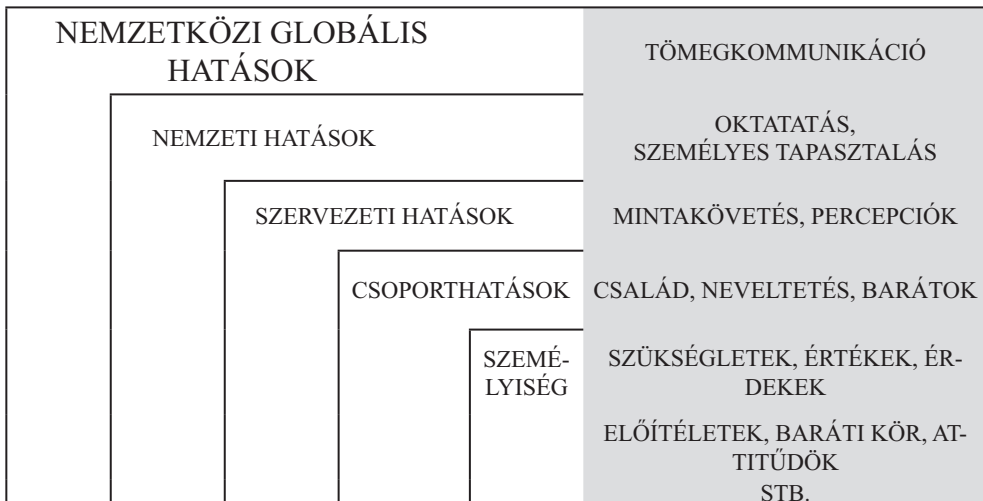 NEMZETKÖZI GLOBÁLIS
HATÁSOK
TÖMEGKOMMUNIKÁCIÓ
NEMZETI HATÁSOK
OKTATATÁS,
SZEMÉLYES TAPASZTALÁS
SZERVEZETI HATÁSOK
MINTAKÖVETÉS, PERCEPCIÓK
CSOPORTHATÁSOK
CSALÁD, NEVELTETÉS, BARÁTOK
SZEMÉ-
LYISÉG
SZÜKSÉGLETEK, ÉRTÉKEK, ÉR-
DEKEK
ELŐÍTÉLETEK, BARÁTI KÖR, AT-
TITŰDÖK
STB.